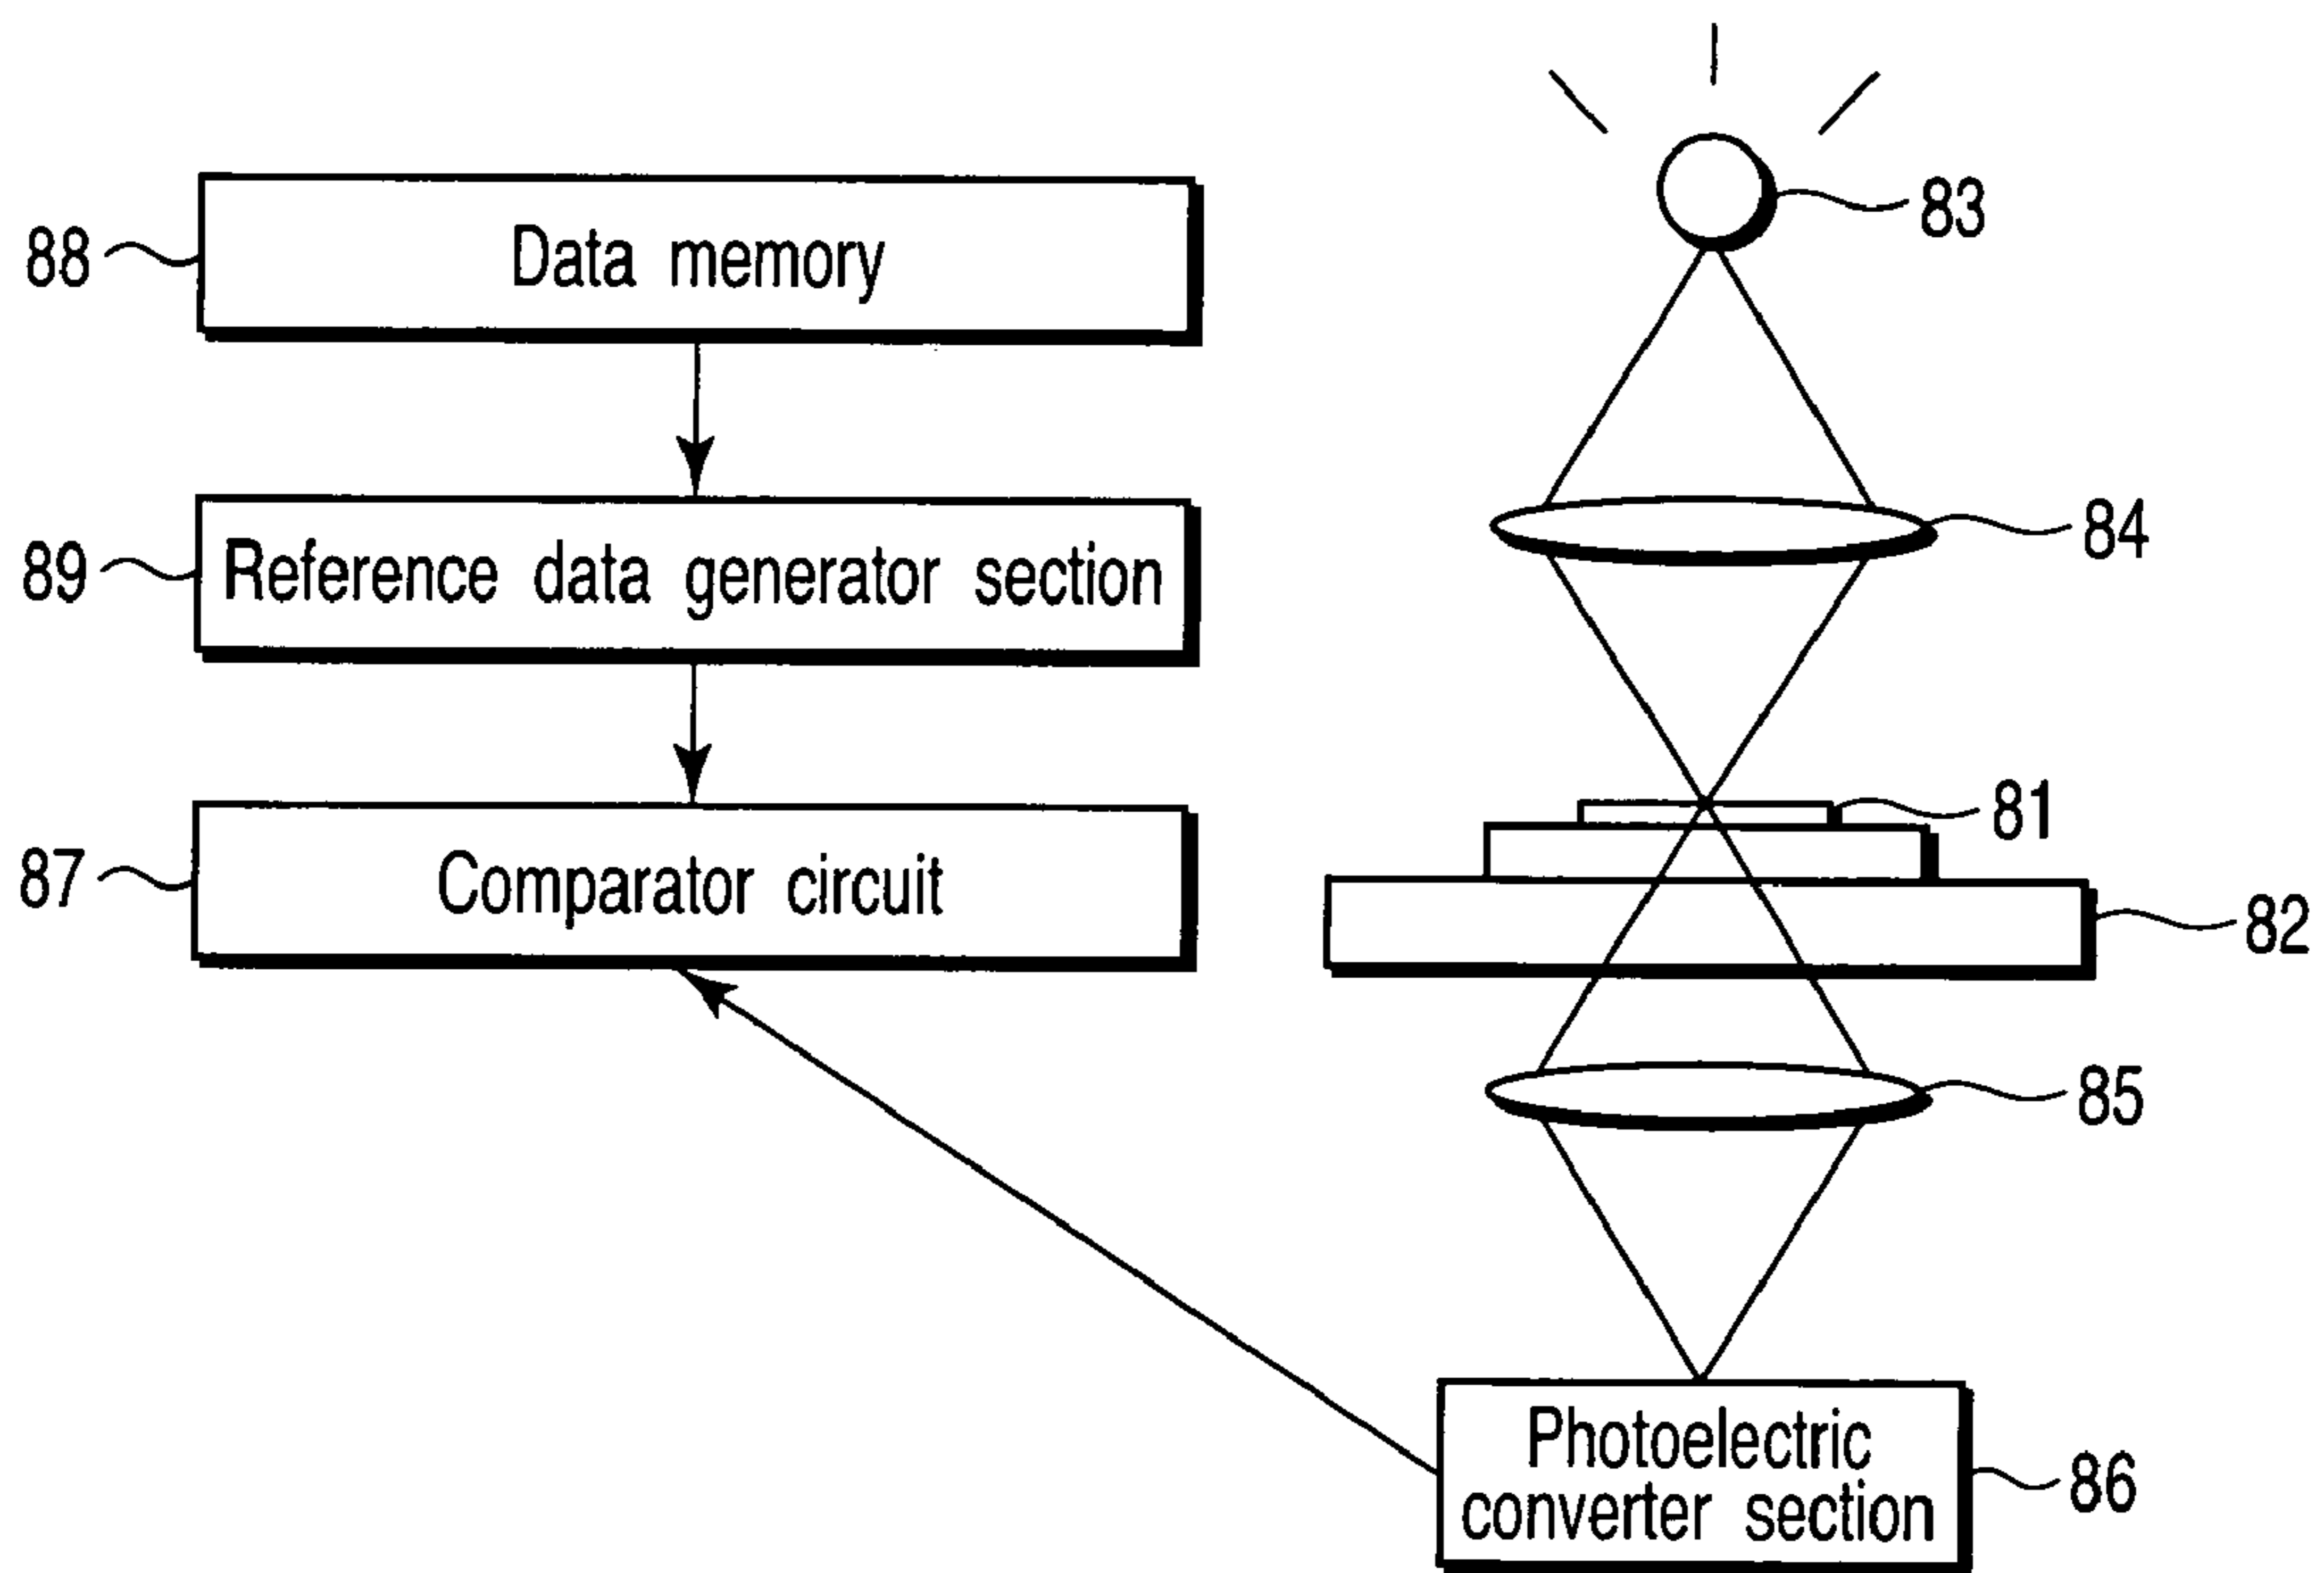 83
88
Data memory
84
89
Reference data generator section
81
87
Comparator circuit
82
85
Photoelectric
converter section
86